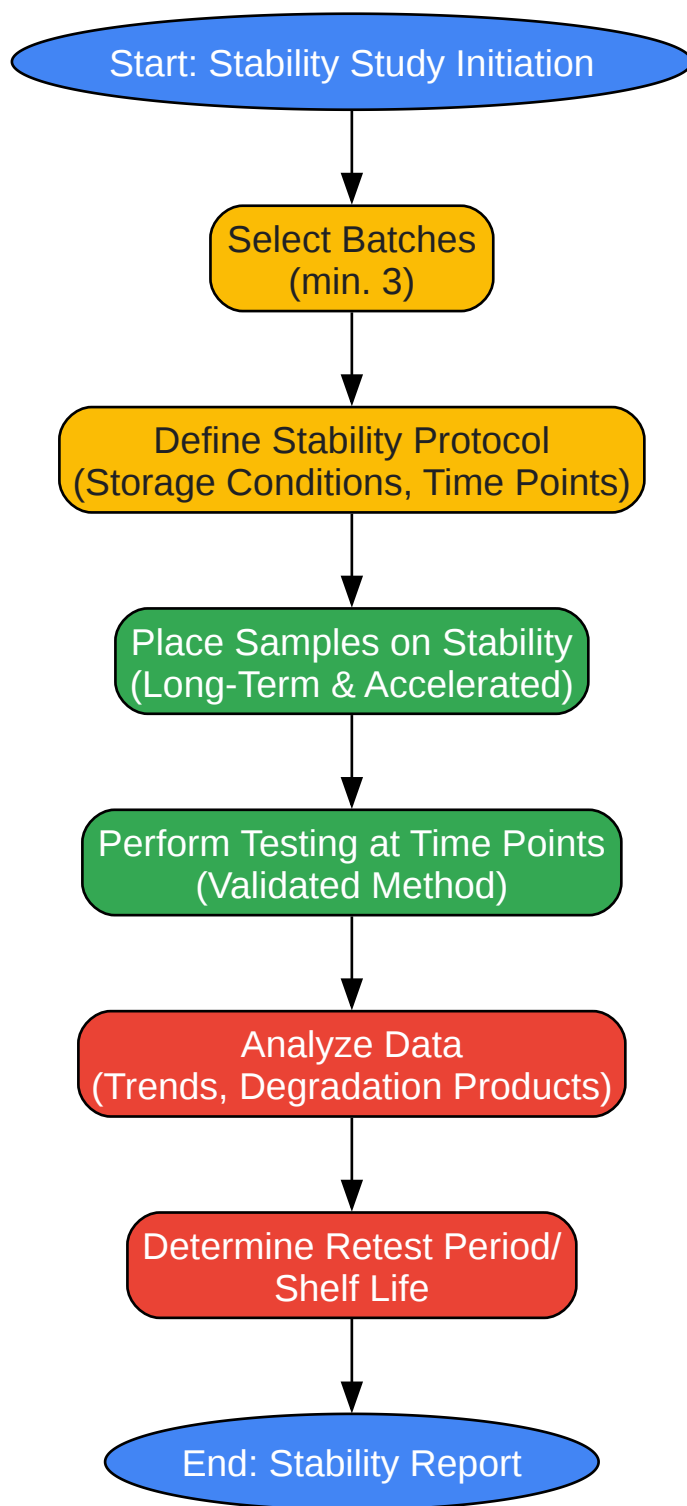 Start: Stability Study Initiation
Select Batches
(min. 3)
Define Stability Protocol
(Storage Conditions, Time Points)
Place Samples on Stability
(Long-Term & Accelerated)
Perform Testing at Time Points
(Validated Method)
Analyze Data
(Trends, Degradation Products)
Determine Retest Period/
Shelf Life
End: Stability Report